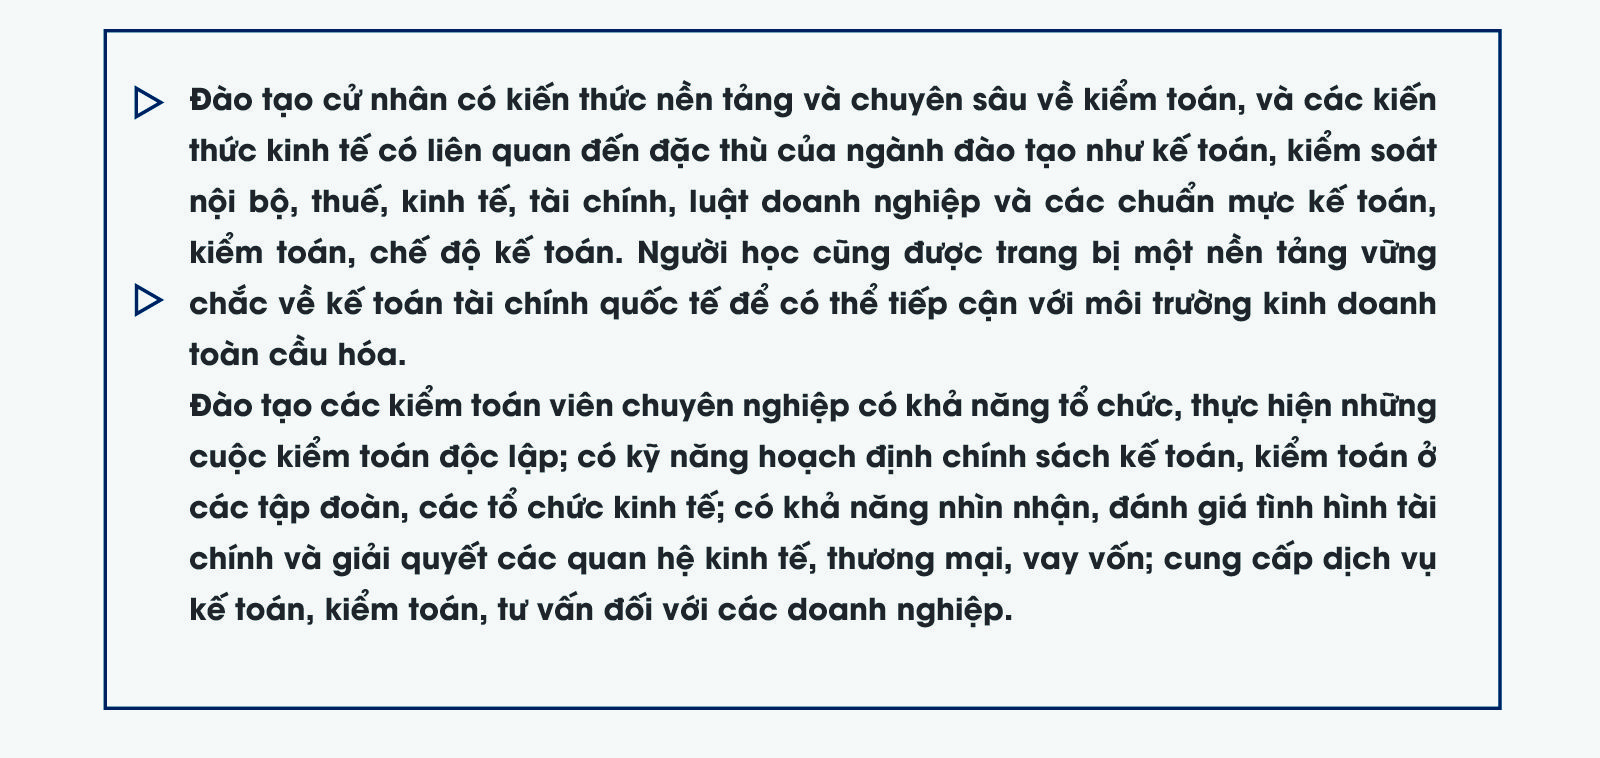 Đào tạo cử nhân có kiến thức nền tảng và chuyên sâu về kiểm toán, và các kiến
thức kinh tế có liên quan đến đặc thù của ngành đào tạo như kế toán, kiểm soát
nội bộ, thuế, kinh tế, tài chính, luật doanh nghiệp và các chuẩn mực kế toán,
kiểm toán, chế độ kế toán. Người học cũng được trang bị một nền tảng vững
chắc về kế toán tài chính quốc tế để có thể tiếp cận với môi trường kinh doanh
toàn cầu hóa.
Đào tạo các kiểm toán viên chuyên nghiệp có khả năng tổ chức, thực hiện những
cuộc kiểm toán độc lập; có kỹ năng hoạch định chính sách kế toán, kiểm toán ở
các tập đoàn, các tổ chức kinh tế; có khả năng nhìn nhận, đánh giá tình hình tài
chính và giải quyết các quan hệ kinh tế, thương mại, vay vốn; cung cấp dịch vụ
kế toán, kiểm toán, tư vấn đối với các doanh nghiệp.